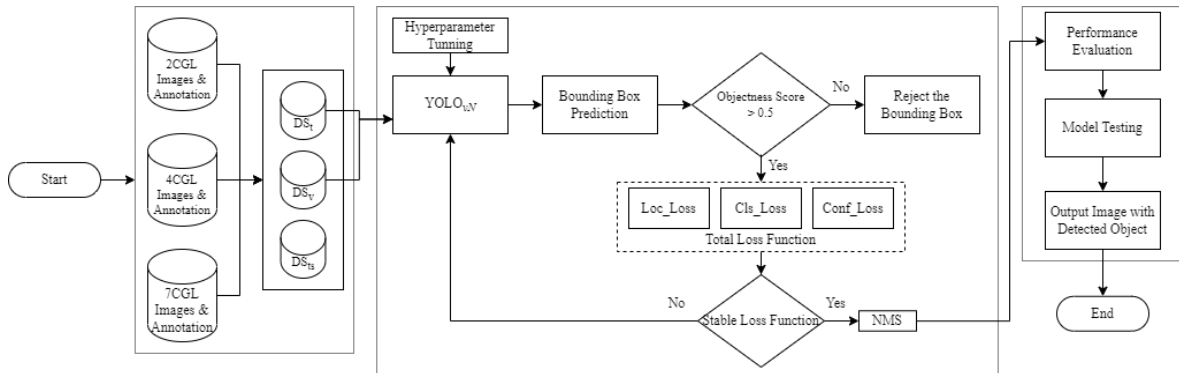 Start
2CGL
Images &
Annotation
4CGL
Images &
Annotation
7CGL
Images &
Annotation
DSt
DSv
DSts
Hyperparameter
Tunning
YOLOv:N
Bounding Box
Prediction
Objectness Score
> 0.5
No
Reject the
Bounding Box
Yes
Loc_Loss
Cls_Loss
Conf_Loss
Total Loss Function
No
Stable Loss Function
Yes
NMS
Performance
Evaluation
Model Testing
Output Image with
Detected Object
End